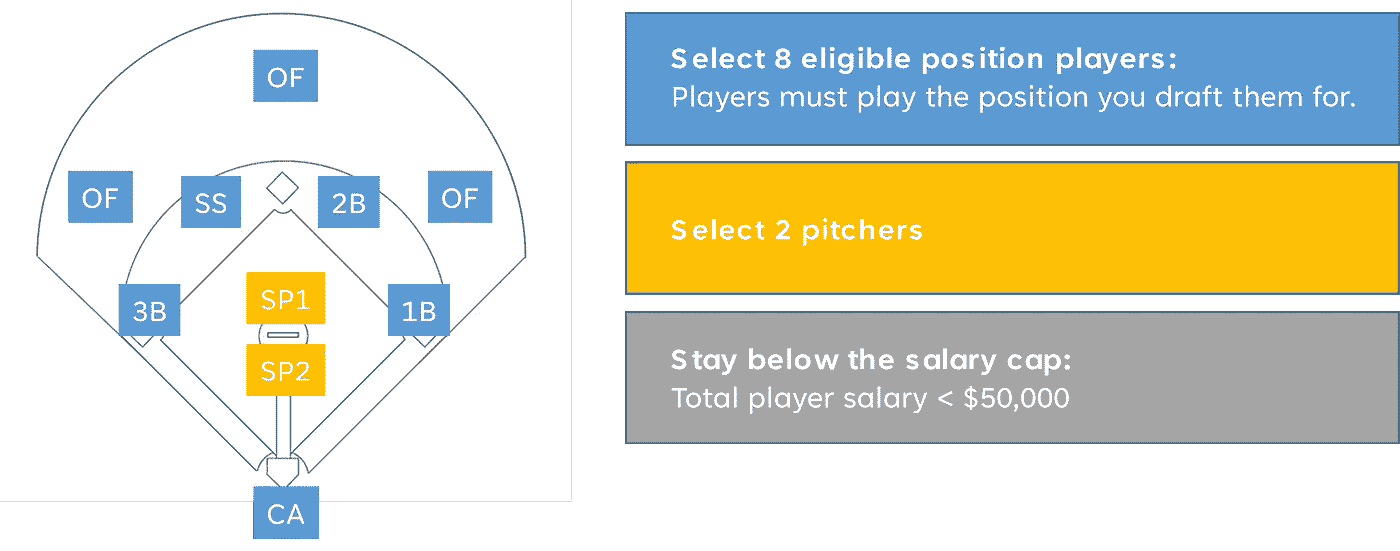 OF
OF
SS
2B
OF
3B
SP1
1B
SP2
CA
Select 8 eligible position players:
Players must play the position you draft them for.
Select 2 pitchers
Stay below the salary cap:
Total player salary < $50,000